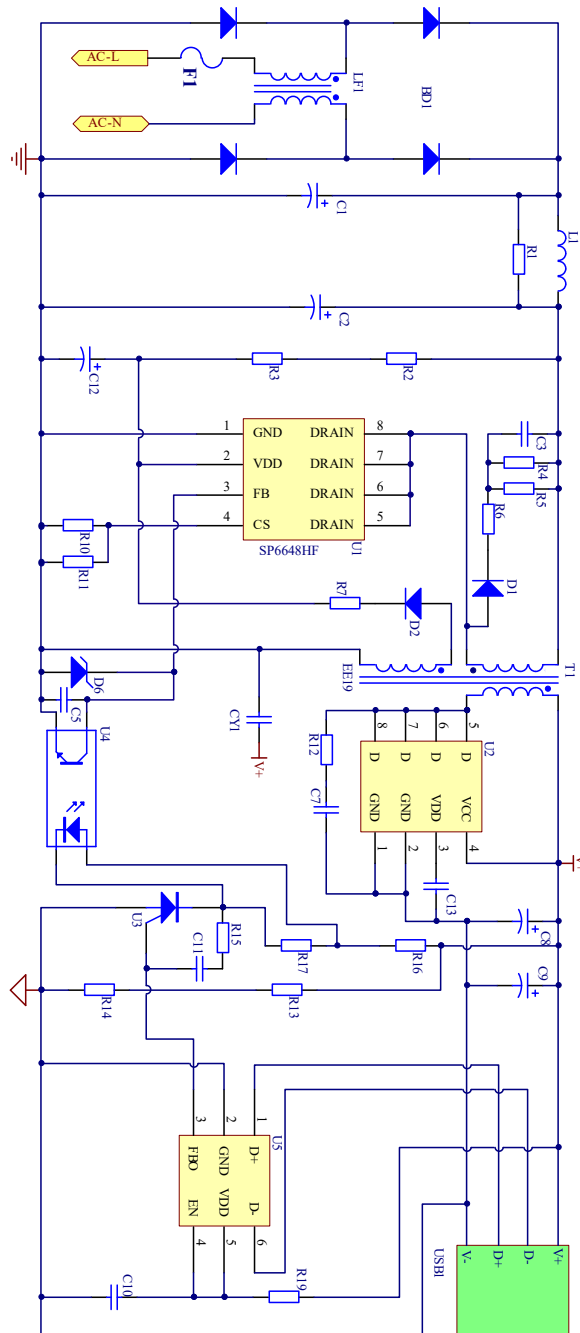 AC-L
F1
LF1
BD1
AC-N
C1
R1
L1
C2
C12
R3
R2
C3
R4
R5
R6
1 GND DRAIN 8
2 VDD DRAIN 7
3 FB DRAIN 6
4 CS DRAIN 5
U1
SP6648HF
R10
R11
D1
R7
D2
T1
EE19
D6
C5
U4
CY1
V+
R12
C7
U2
8 D GND 1
7 D GND 2
6 D VDD 3
5 D VCC 4
V+
C13
C8
C9
U3
R15
C11
R17
R16
R14
R13
U5
3 FBO EN 4
2 GND VDD 5
1 D+ D- 6
C10
R19
USB1
V-
D+
D-
V+